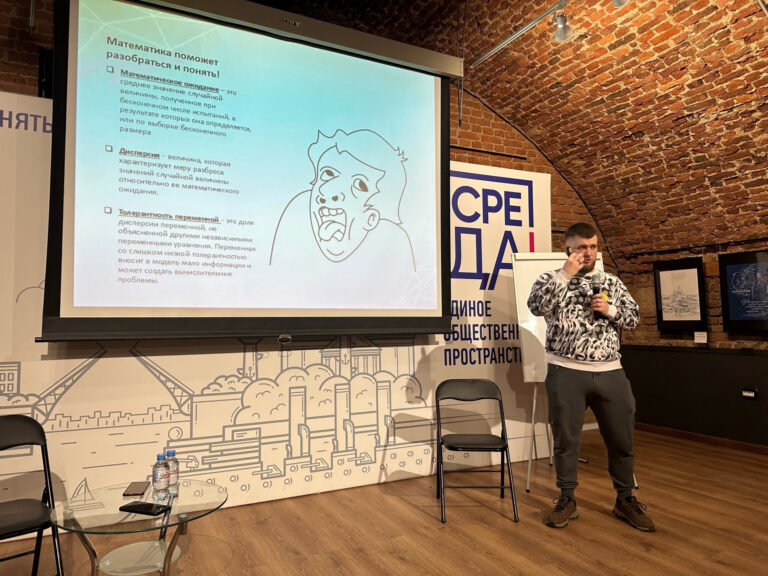 SONY
Математика поможет
разобраться и понять!
Математическое ожидание – это
среднее значение случайной
величины, полученное при
бесконечном числе испытаний, в
результате которых она определяется,
или по выборке бесконечного
размера
Дисперсия - величина, которая
характеризует меру разброса
значений случайной величины
относительно ее математического
ожидания.
Толерантность переменной – это доля
дисперсии переменной, не
объясненной другими независимыми
переменными уравнения. Переменная
со слишком низкой толерантностью
вносит в модель мало информации и
может создать вычислительные
проблемы.
НЯТЬ
СРЕ
ДА!
ЕДИНОЕ
ОБЩЕСТВЕН
ПРОСТРАНСТВ